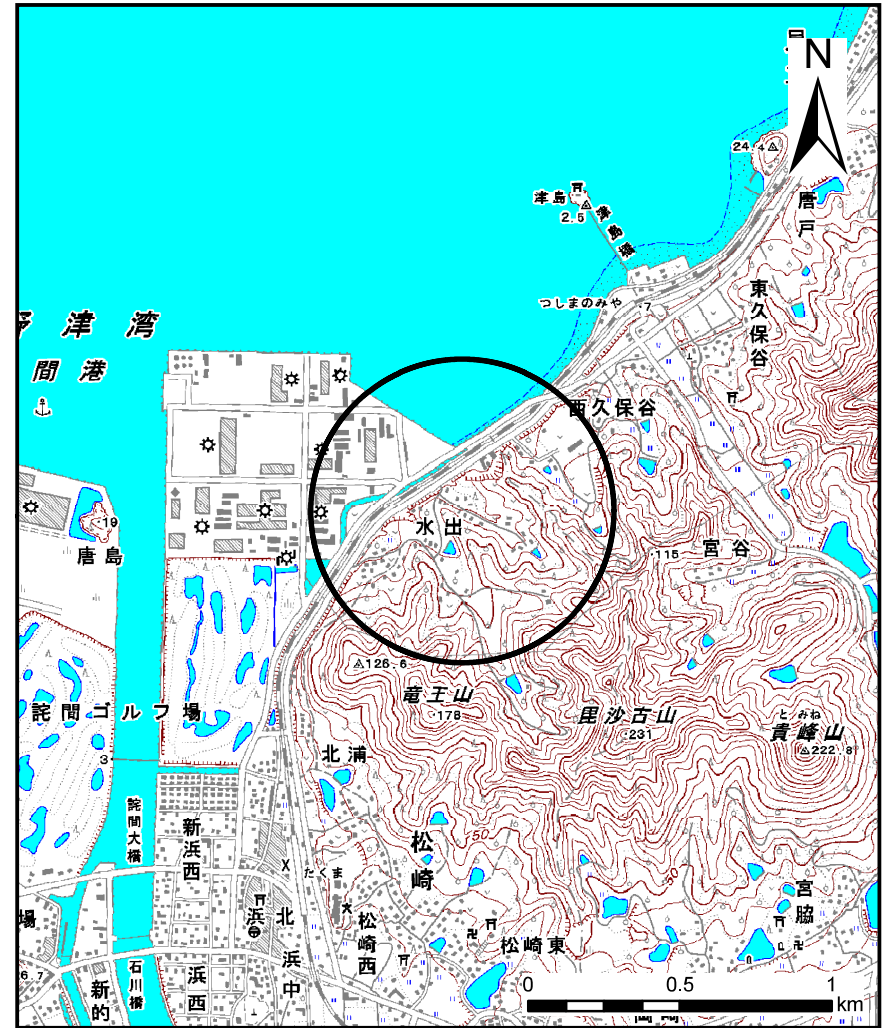 N
24.4
唐戸
津島
2.5
津島橋
つしまのみや
7
東久保谷
津湾
間港
西久保谷
水出
19
唐島
115
宮谷
126.6
竜王山
178
毘沙古山
231
とみね
貴峰山
222.8
詫間ゴルフ場
3
北浦
詫間大橋
新浜西
松崎
50
50
たくま
浜
北浜中
松崎西
松崎東
宮脇
場
6.7
新的
石川橋
浜西
0
0.5
1
km